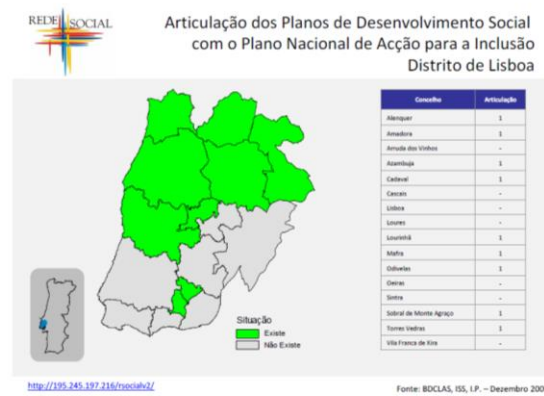 REDE SOCIAL
Articulação dos Planos de Desenvolvimento Social
com o Plano Nacional de Acção para a Inclusão
Distrito de Lisboa
Concelho Articulação
Alenquer 1
Amadora 1
Arruda dos Vinhos -
Azambuja 1
Cadaval 1
Cascais -
Lisboa -
Loures -
Lourinhã 1
Mafra 1
Odivelas 1
Oeiras -
Sintra -
Sobral de Monte Agraço 1
Torres Vedras 1
Vila Franca de Xira -
Situação
Existe
Não Existe
http://195.245.197.216/rsocialv2/
Fonte: BDCLAS, ISS, I.P. – Dezembro 200